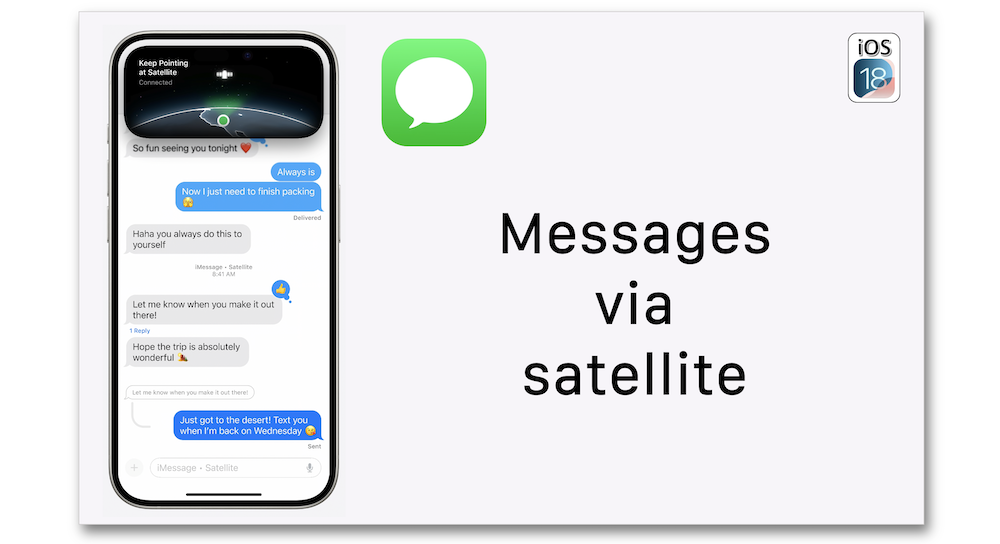 Keep Pointing
at Satellite
Connected
So fun seeing you tonight ❤️
Always is
Now I just need to finish packing
🫣
Delivered
Haha you always do this to
yourself
iMessage • Satellite
8:41 AM
Let me know when you make it out
there!
1 Reply
Hope the trip is absolutely
wonderful
Let me know when you make it out there!
Just got to the desert! Text you
when I'm back on Wednesday 😘
Sent
iMessage • Satellite
iOS
18
Messages
via
satellite